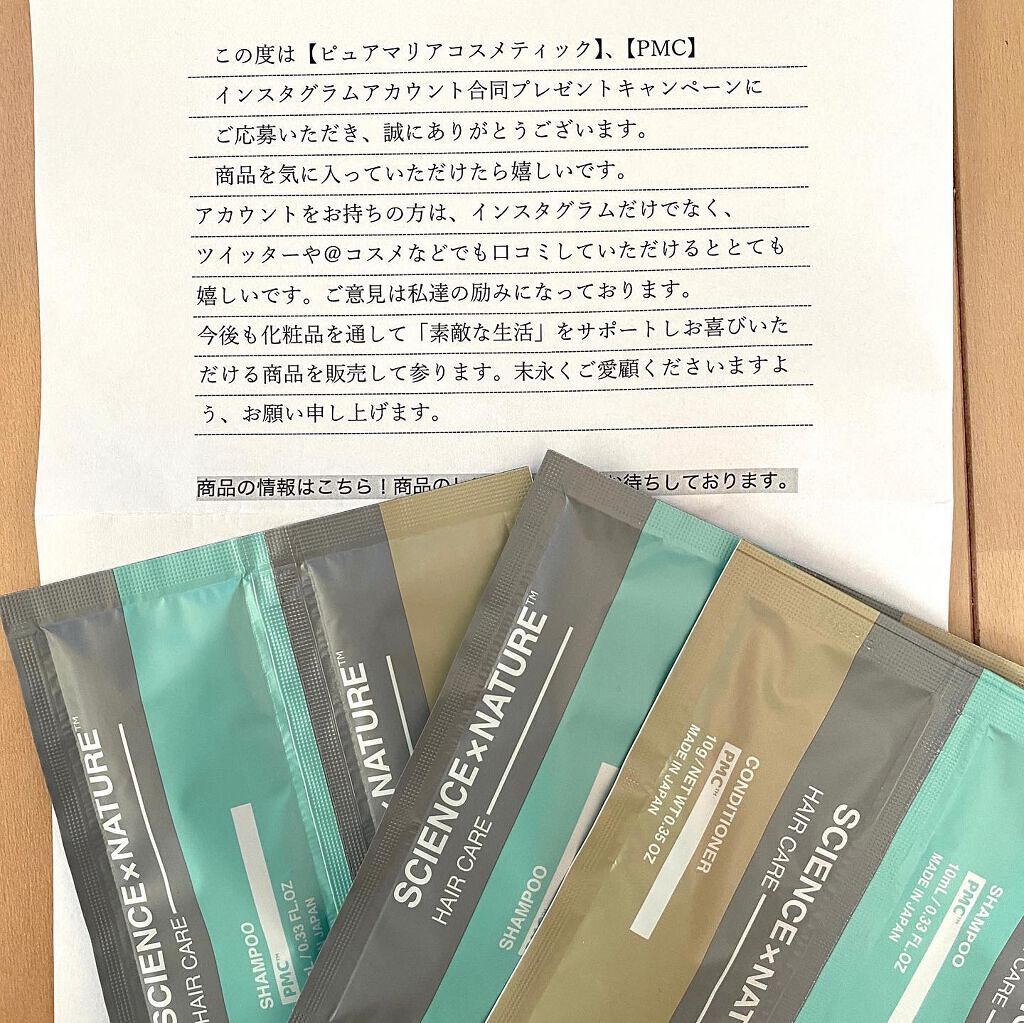 この度は【ピュアマリアコスメティック】、【PMC】
インスタグラムアカウント合同プレゼントキャンペーンに
ご応募いただき、誠にありがとうございます。
商品を気に入っていただけたら嬉しいです。
アカウントをお持ちの方は、インスタグラムだけでなく、
ツイッターや@コスメなどでも口コミしていただけるととても
嬉しいです。ご意見は私達の励みになっております。
今後も化粧品を通して「素敵な生活」をサポートしお喜びいた
だける商品を販売して参ります。末永くご愛顧くださいますよ
う、お願い申し上げます。
商品の情報はこちら！商品の
お待ちしております。
SCIENCE×NATURE™
HAIR CARE
SHAMPOO
PMC™
/ 0.33 FL.OZ
JAPAN
NATURE™
SCIENCE×NATURE™
HAIR CARE
SHAMPOO
CONDITIONER
PMC™
10g / NET WT 0.35 OZ
MADE IN JAPAN
SCIENCE×NAT
HAIR CARE
SHAMPOO
PMC™
10mL / 0.33 FL.OZ
MADE IN JAPAN
CARE